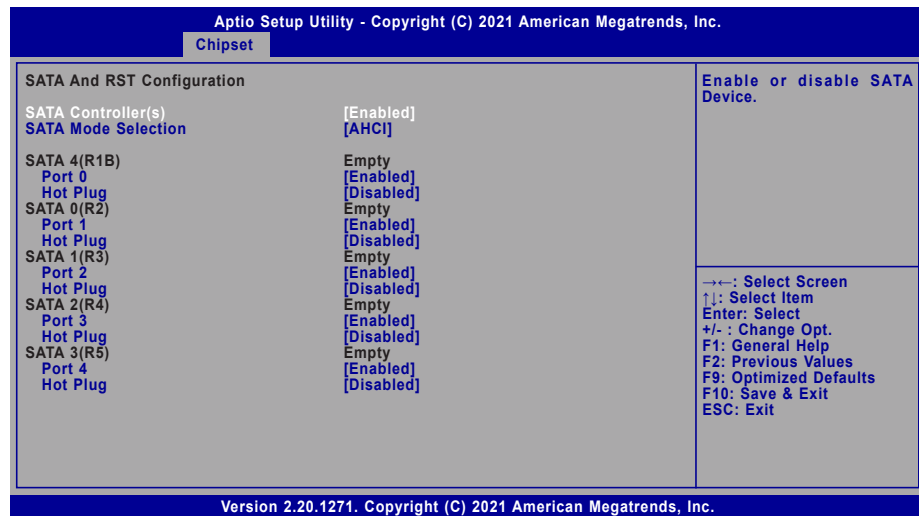 Aptio Setup Utility - Copyright (C) 2021 American Megatrends, Inc.
Chipset
SATA And RST Configuration
SATA Controller(s) [Enabled]
SATA Mode Selection [AHCI]
SATA 4(R1B) Empty
Port 0 [Enabled]
Hot Plug [Disabled]
SATA 0(R2) Empty
Port 1 [Enabled]
Hot Plug [Disabled]
SATA 1(R3) Empty
Port 2 [Enabled]
Hot Plug [Disabled]
SATA 2(R4) Empty
Port 3 [Enabled]
Hot Plug [Disabled]
SATA 3(R5) Empty
Port 4 [Enabled]
Hot Plug [Disabled]
Enable or disable SATA
Device.
→←: Select Screen
↑↓: Select Item
Enter: Select
+/- : Change Opt.
F1: General Help
F2: Previous Values
F9: Optimized Defaults
F10: Save & Exit
ESC: Exit
Version 2.20.1271. Copyright (C) 2021 American Megatrends, Inc.